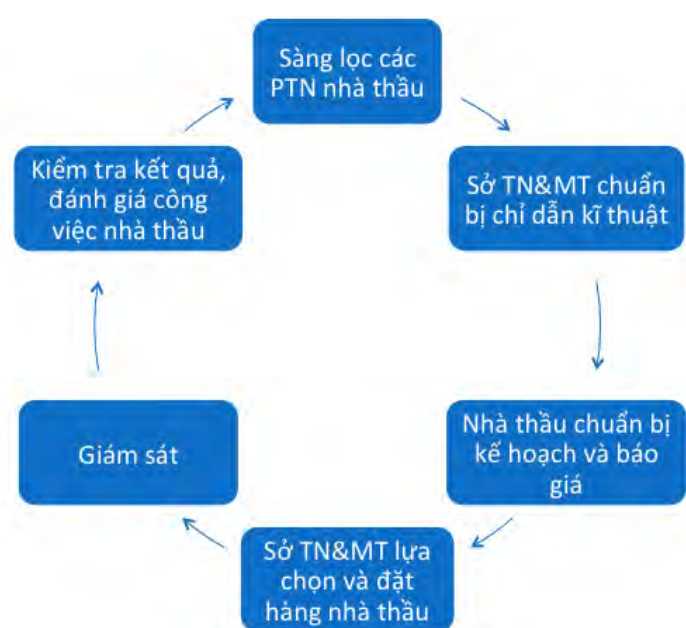 Sàng lọc các
PTN nhà thầu
Sở TN&MT chuẩn
bị chỉ dẫn kĩ thuật
Nhà thầu chuẩn bị
kế hoạch và báo
giá
Sở TN&MT lựa
chọn và đặt
hàng nhà thầu
Giám sát
Kiểm tra kết quả,
đánh giá công
việc nhà thầu